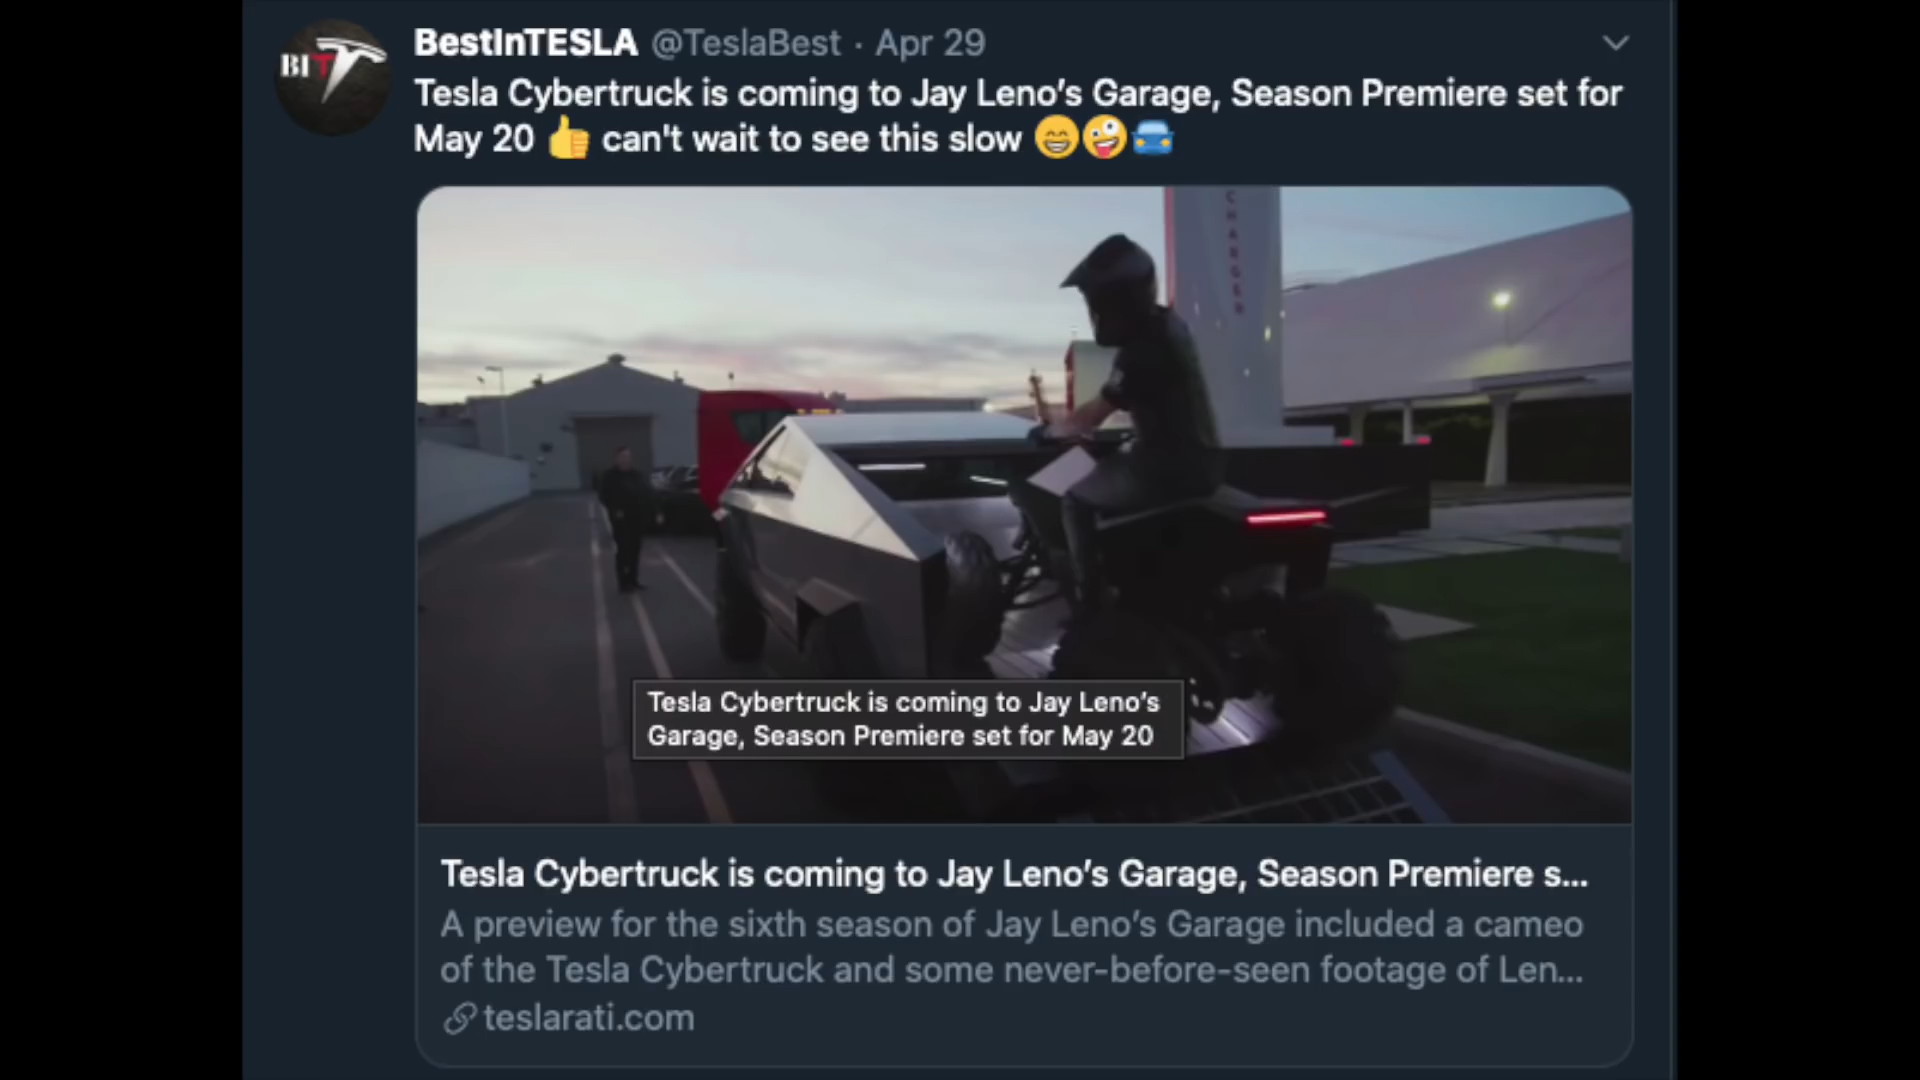 BIT
BestInTESLA @TeslaBest · Apr 29
Tesla Cybertruck is coming to Jay Leno's Garage, Season Premiere set for
May 20 👍 can't wait to see this slow 😁🤪🚙
CHARGER
Tesla Cybertruck is coming to Jay Leno's
Garage, Season Premiere set for May 20
Tesla Cybertruck is coming to Jay Leno's Garage, Season Premiere s...
A preview for the sixth season of Jay Leno's Garage included a cameo
of the Tesla Cybertruck and some never-before-seen footage of Len...
teslarati.com